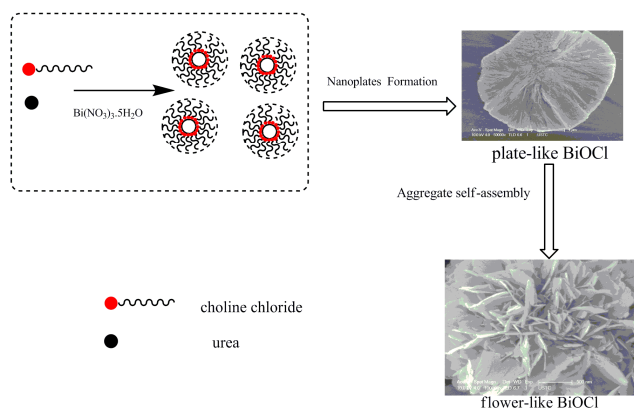 Bi(NO3)3.5H2O
Nanoplates Formation
plate-like BiOCl
Aggregate self-assembly
choline chloride
urea
flower-like BiOCl